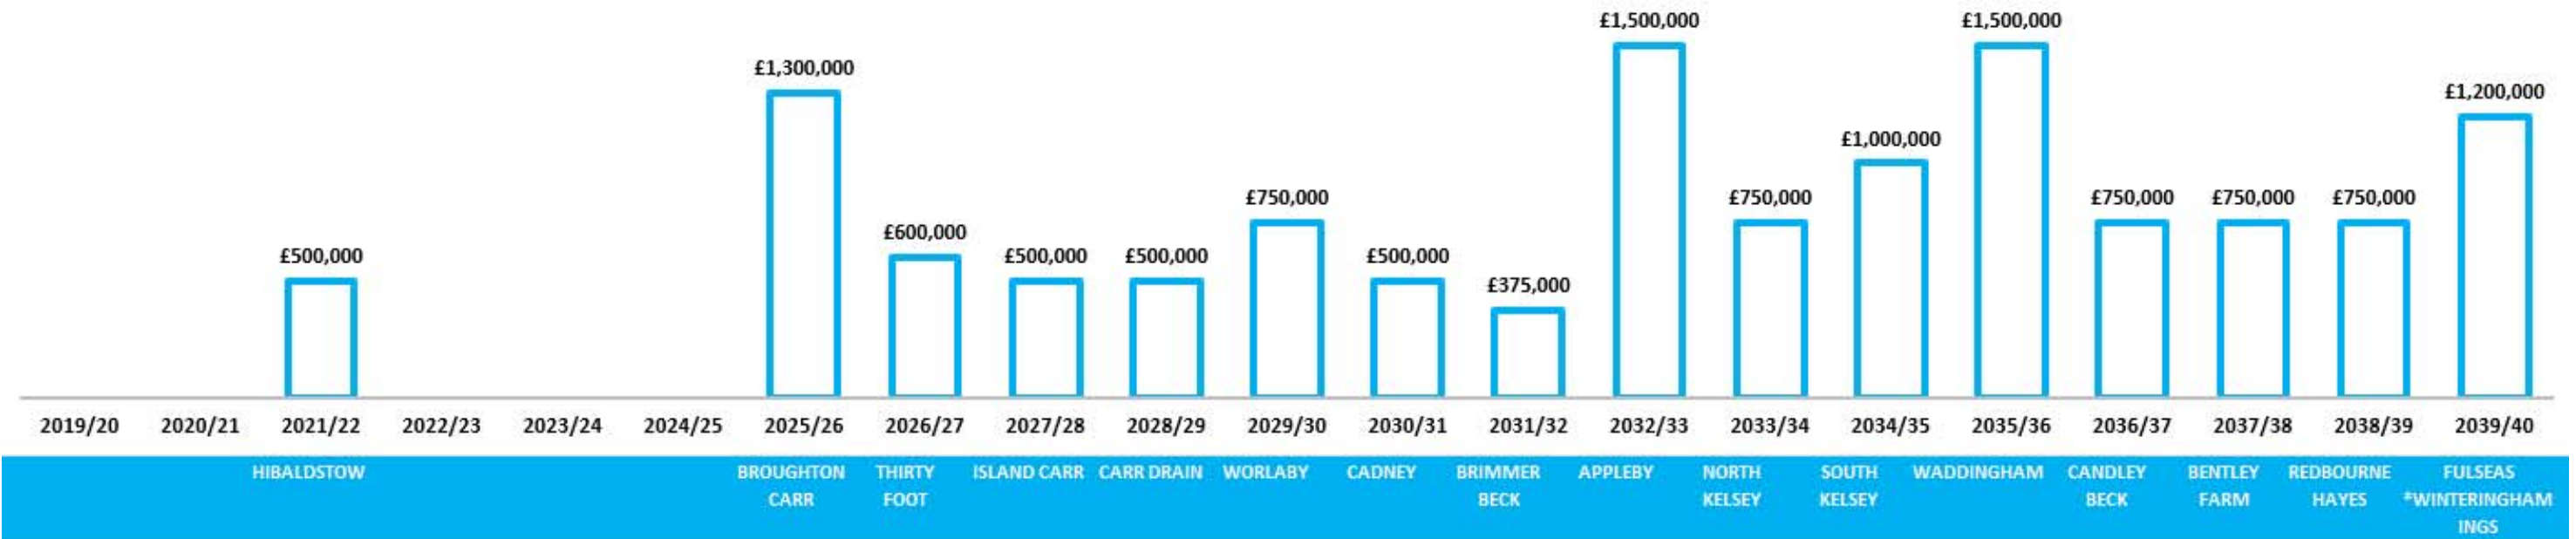 £1,500,000 £1,500,000
£1,300,000
£1,200,000
£1,000,000
£750,000 £750,000 £750,000 £750,000 £750,000
£600,000
£500,000 £500,000 £500,000 £500,000
£375,000
2019/20 2020/21 2021/22 2022/23 2023/24 2024/25 2025/26 2026/27 2027/28 2028/29 2029/30 2030/31 2031/32 2032/33 2033/34 2034/35 2035/36 2036/37 2037/38 2038/39 2039/40
HIBALDSTOW BROUGHTON THIRTY ISLAND CARR CARR DRAIN WORLABY CADNEY BRIMMER APPLEBY NORTH SOUTH WADDINGHAM CANDLEY BENTLEY REDBOURNE FULSEAS
CARR FOOT BECK KELSEY KELSEY BECK FARM HAYES *WINTERINGHAM
INGS